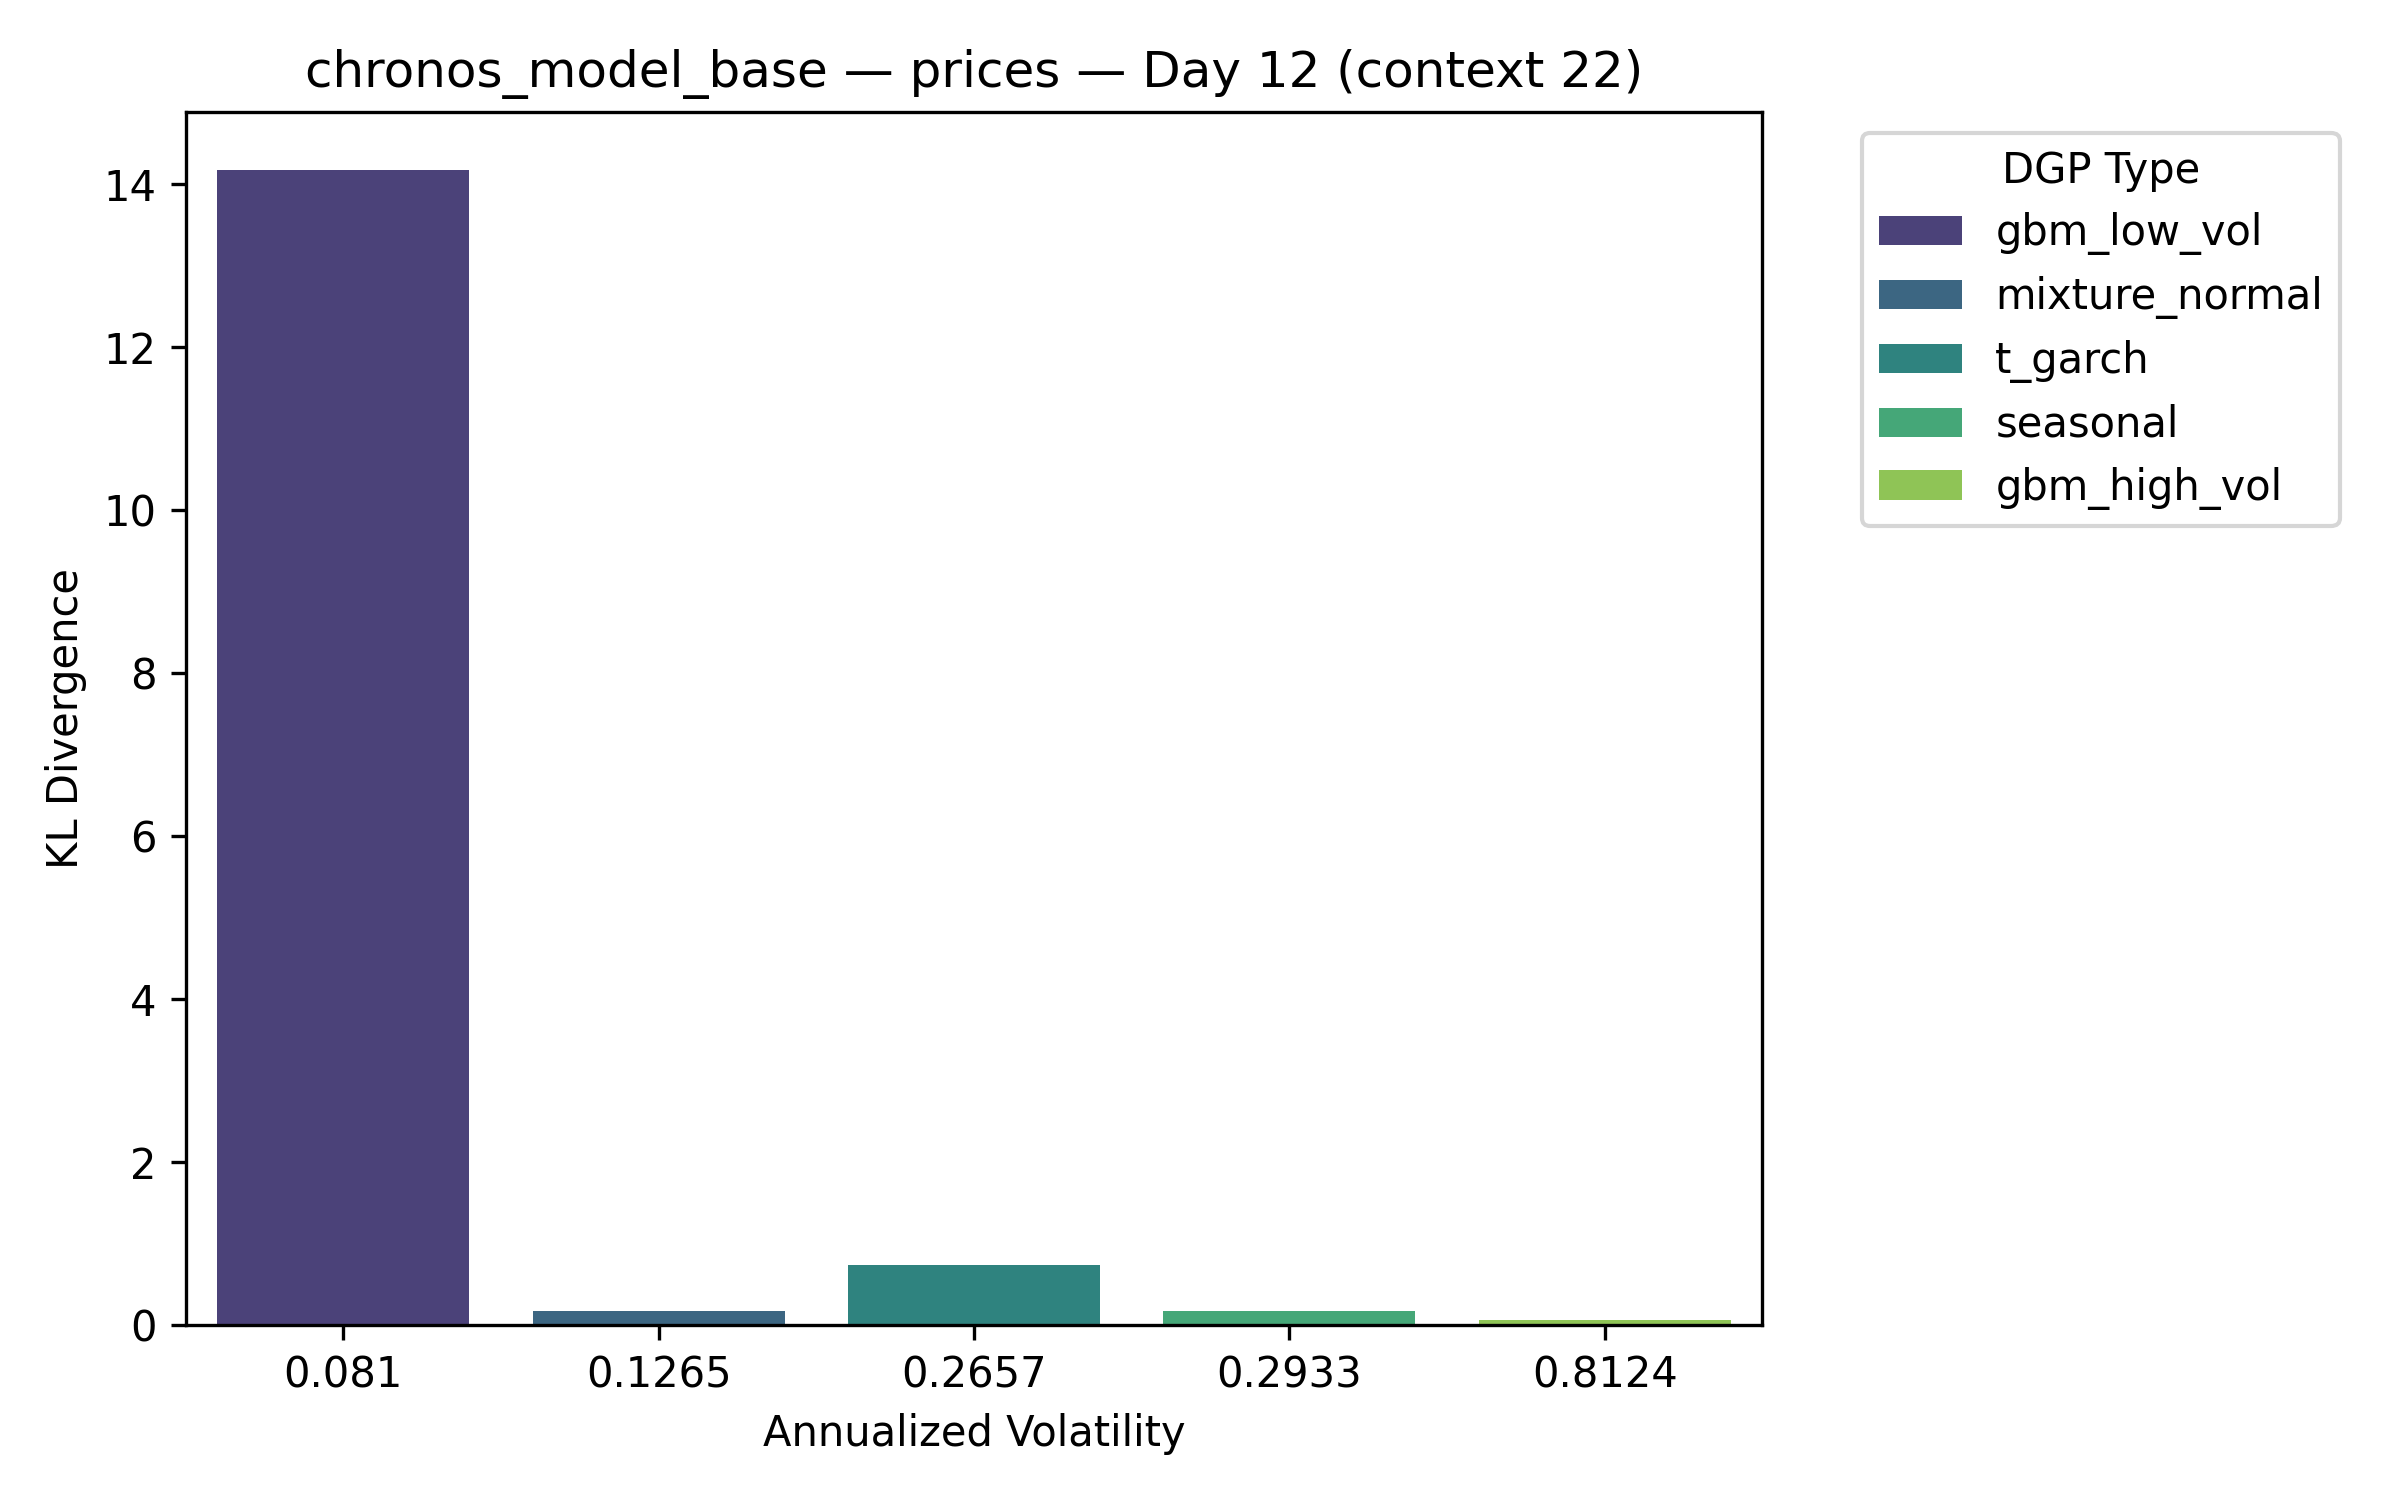 chronos_model_base — prices — Day 12 (context 22)
KL Divergence
14
12
10
8
6
4
2
0
0.081 0.1265 0.2657 0.2933 0.8124
Annualized Volatility
DGP Type
gbm_low_vol
mixture_normal
t_garch
seasonal
gbm_high_vol